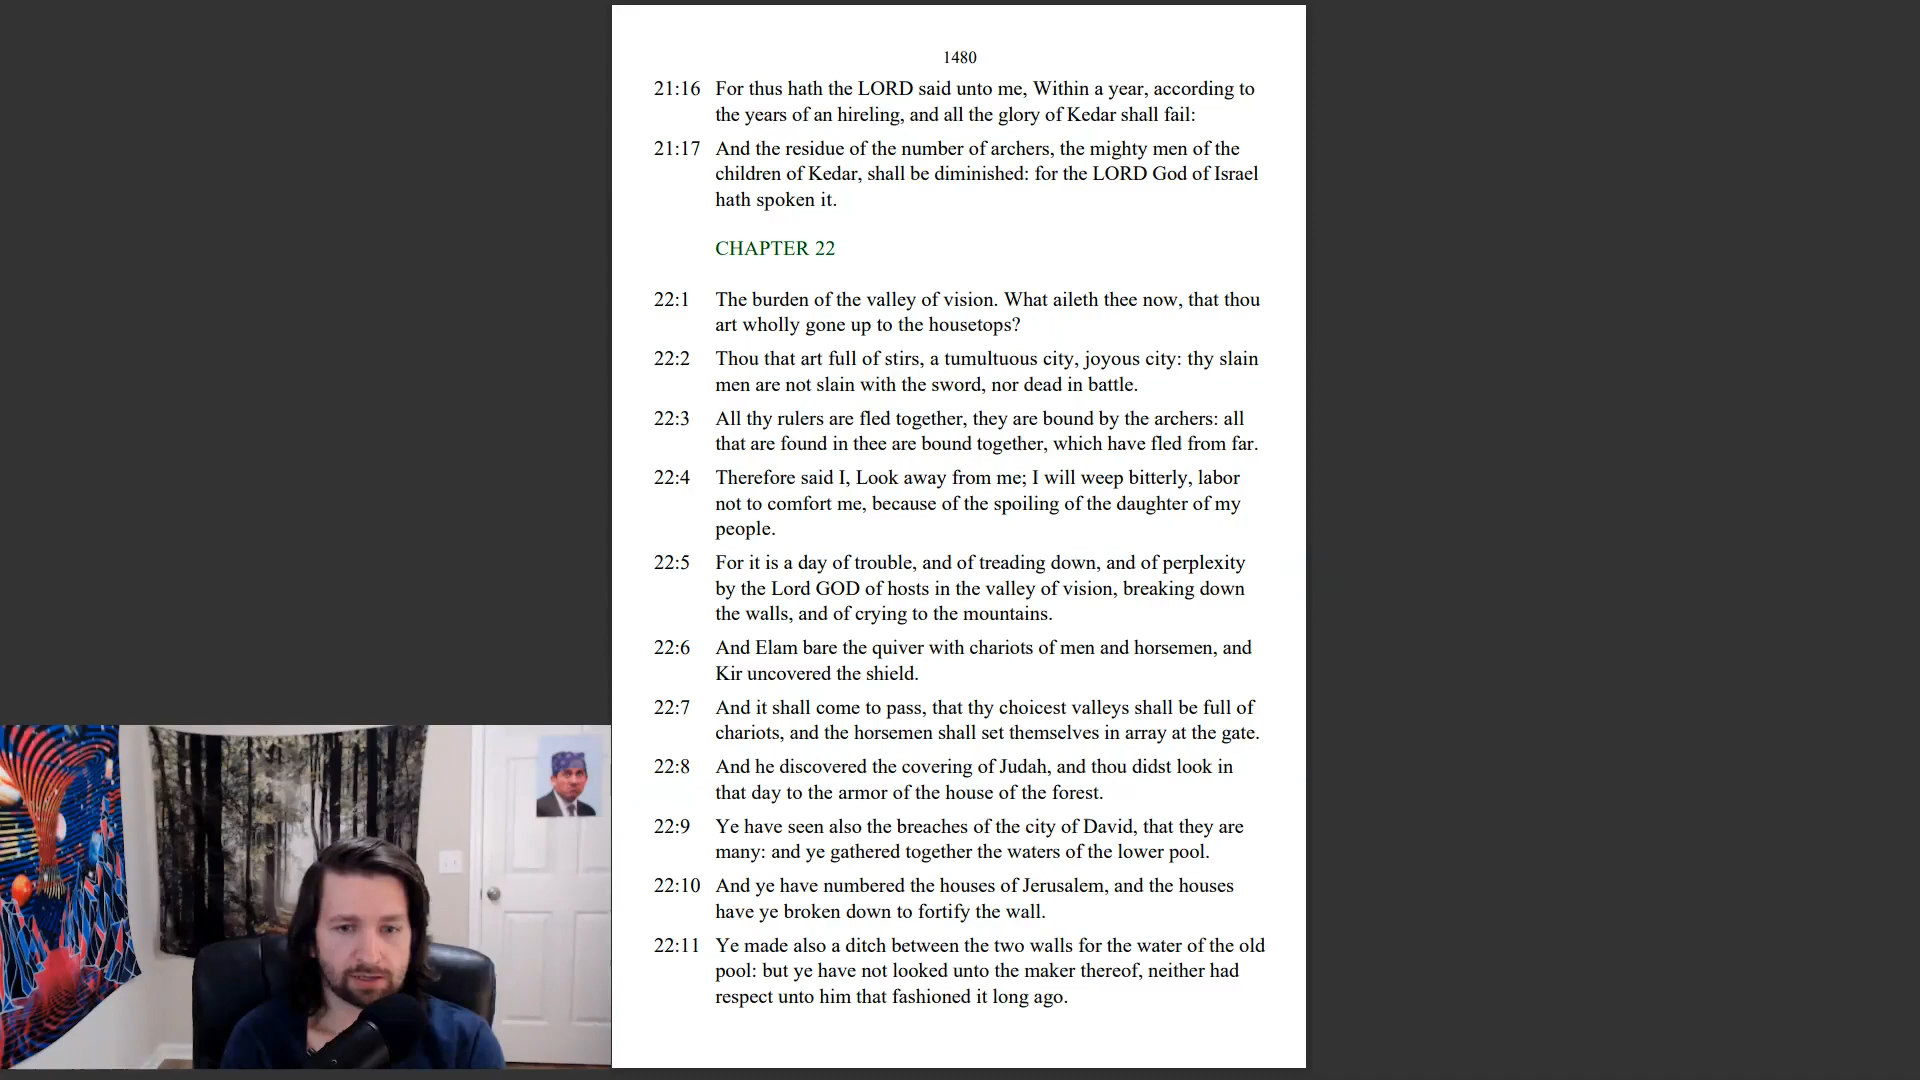 1480
21:16 For thus hath the LORD said unto me, Within a year, according to
the years of an hireling, and all the glory of Kedar shall fail:
21:17 And the residue of the number of archers, the mighty men of the
children of Kedar, shall be diminished: for the LORD God of Israel
hath spoken it.
CHAPTER 22
22:1 The burden of the valley of vision. What aileth thee now, that thou
art wholly gone up to the housetops?
22:2 Thou that art full of stirs, a tumultuous city, joyous city: thy slain
men are not slain with the sword, nor dead in battle.
22:3 All thy rulers are fled together, they are bound by the archers: all
that are found in thee are bound together, which have fled from far.
22:4 Therefore said I, Look away from me; I will weep bitterly, labor
not to comfort me, because of the spoiling of the daughter of my
people.
22:5 For it is a day of trouble, and of treading down, and of perplexity
by the Lord GOD of hosts in the valley of vision, breaking down
the walls, and of crying to the mountains.
22:6 And Elam bare the quiver with chariots of men and horsemen, and
Kir uncovered the shield.
22:7 And it shall come to pass, that thy choicest valleys shall be full of
chariots, and the horsemen shall set themselves in array at the gate.
22:8 And he discovered the covering of Judah, and thou didst look in
that day to the armor of the house of the forest.
22:9 Ye have seen also the breaches of the city of David, that they are
many: and ye gathered together the waters of the lower pool.
22:10 And ye have numbered the houses of Jerusalem, and the houses
have ye broken down to fortify the wall.
22:11 Ye made also a ditch between the two walls for the water of the old
pool: but ye have not looked unto the maker thereof, neither had
respect unto him that fashioned it long ago.